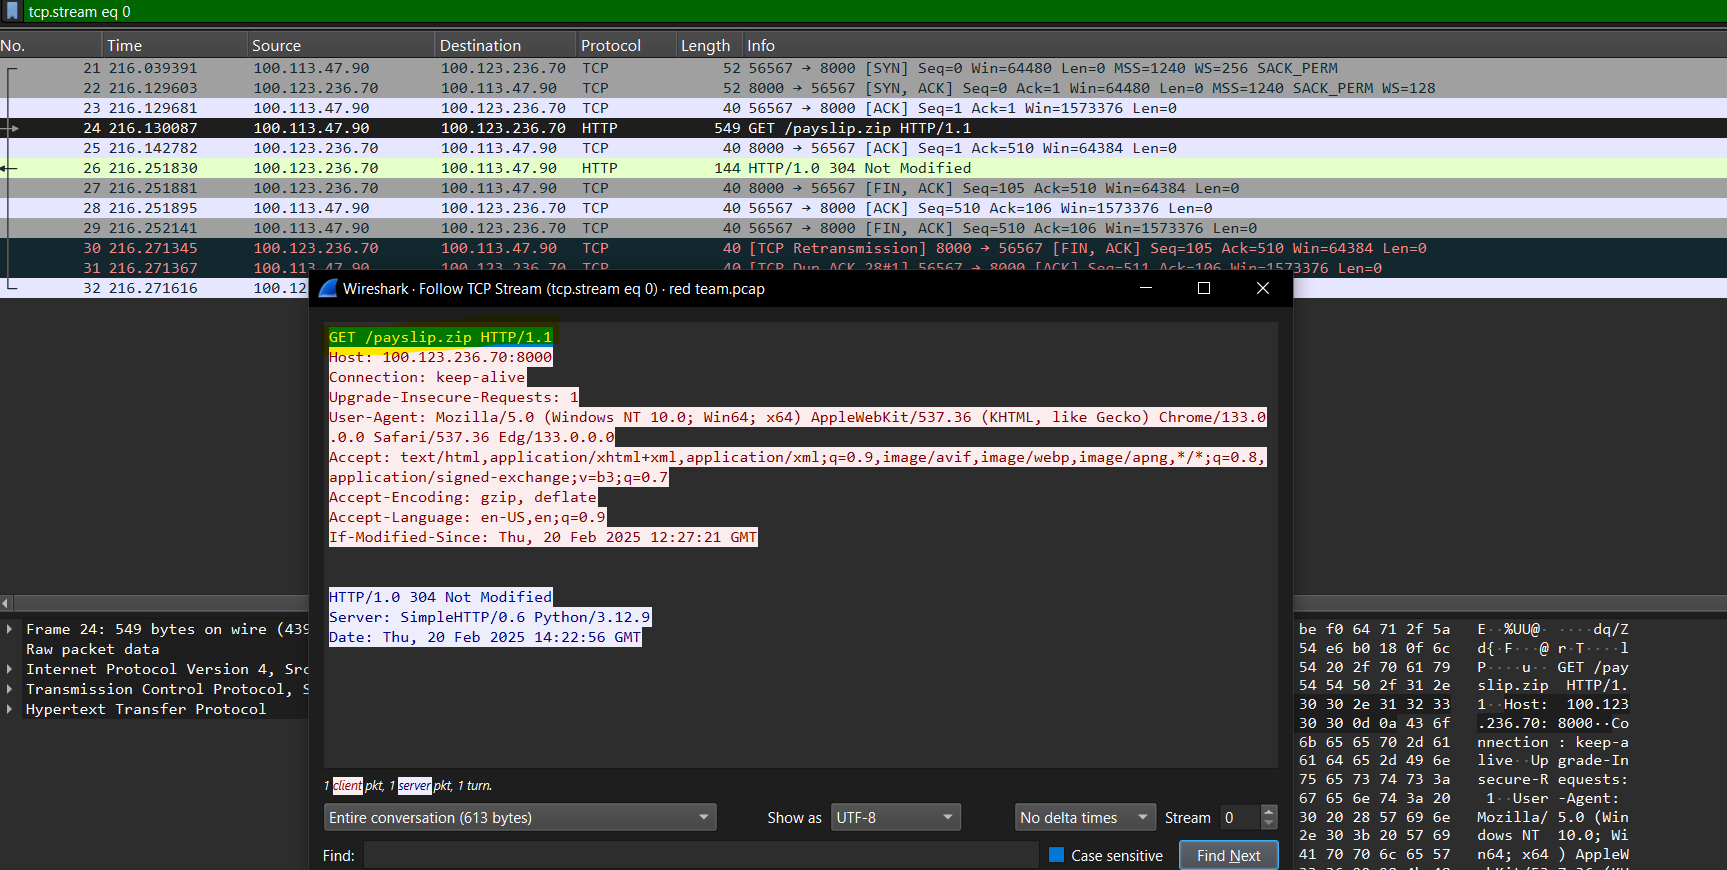 tcp.stream eq 0
No. Time Source Destination Protocol Length Info
21 216.039391 100.113.47.90 100.123.236.70 TCP 52 56567 → 8000 [SYN] Seq=0 Win=64480 Len=0 MSS=1240 WS=256 SACK_PERM
22 216.129603 100.123.236.70 100.113.47.90 TCP 52 8000 → 56567 [SYN, ACK] Seq=0 Ack=1 Win=64480 Len=0 MSS=1240 SACK_PERM WS=128
23 216.129681 100.113.47.90 100.123.236.70 TCP 40 56567 → 8000 [ACK] Seq=1 Ack=1 Win=1573376 Len=0
24 216.130087 100.113.47.90 100.123.236.70 HTTP 549 GET /payslip.zip HTTP/1.1
25 216.142782 100.123.236.70 100.113.47.90 TCP 40 8000 → 56567 [ACK] Seq=1 Ack=510 Win=64384 Len=0
26 216.251830 100.123.236.70 100.113.47.90 HTTP 144 HTTP/1.0 304 Not Modified
27 216.251881 100.123.236.70 100.113.47.90 TCP 40 8000 → 56567 [FIN, ACK] Seq=105 Ack=510 Win=64384 Len=0
28 216.251895 100.113.47.90 100.123.236.70 TCP 40 56567 → 8000 [ACK] Seq=510 Ack=106 Win=1573376 Len=0
29 216.252141 100.113.47.90 100.123.236.70 TCP 40 56567 → 8000 [FIN, ACK] Seq=510 Ack=106 Win=1573376 Len=0
30 216.271345 100.123.236.70 100.113.47.90 TCP 40 [TCP Retransmission] 8000 → 56567 [FIN, ACK] Seq=105 Ack=510 Win=64384 Len=0
31 216.271367 100.113.47.90 100.123.236.70 TCP 40 [TCP Dup ACK 28#1] 56567 → 8000 [ACK] Seq=511 Ack=106 Win=1573376 Len=0
32 216.271616 100.12
Wireshark · Follow TCP Stream (tcp.stream eq 0) · red team.pcap
GET /payslip.zip HTTP/1.1
Host: 100.123.236.70:8000
Connection: keep-alive
Upgrade-Insecure-Requests: 1
User-Agent: Mozilla/5.0 (Windows NT 10.0; Win64; x64) AppleWebKit/537.36 (KHTML, like Gecko) Chrome/133.0
.0.0 Safari/537.36 Edg/133.0.0.0
Accept: text/html,application/xhtml+xml,application/xml;q=0.9,image/avif,image/webp,image/apng,*/*;q=0.8,
application/signed-exchange;v=b3;q=0.7
Accept-Encoding: gzip, deflate
Accept-Language: en-US,en;q=0.9
If-Modified-Since: Thu, 20 Feb 2025 12:27:21 GMT
HTTP/1.0 304 Not Modified
Server: SimpleHTTP/0.6 Python/3.12.9
Date: Thu, 20 Feb 2025 14:22:56 GMT
1 client pkt, 1 server pkt, 1 turn.
Entire conversation (613 bytes) Show as UTF-8 No delta times Stream 0
Find: Case sensitive Find Next
Frame 24: 549 bytes on wire (439
Raw packet data
Internet Protocol Version 4, Src
Transmission Control Protocol, S
Hypertext Transfer Protocol
be f0 64 71 2f 5a E··%UU@· ····dq/Z
54 e6 b0 18 0f 6c d{·F···@ r·T····l
54 20 2f 70 61 79 P····u·· GET /pay
54 54 50 2f 31 2e slip.zip HTTP/1.
30 30 2e 31 32 33 1··Host: 100.123
30 30 0d 0a 43 6f .236.70: 8000··Co
6b 65 65 70 2d 61 nnection : keep-a
61 64 65 2d 49 6e live··Up grade-In
75 65 73 74 73 3a secure-R equests:
67 65 6e 74 3a 20 1··User -Agent:
30 20 28 57 69 6e Mozilla/ 5.0 (Win
2e 30 3b 20 57 69 dows NT 10.0; Wi
41 70 70 6c 65 57 n64; x64 ) AppleW